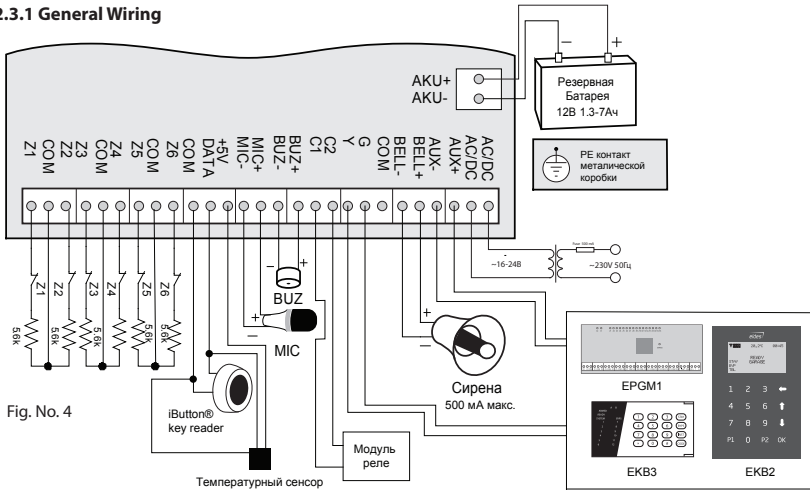 2.3.1 General Wiring
AKU+
AKU-
–
+
Резервная
Батарея
12В 1.3-7Ач
PE контакт
металической
коробки
Z1
COM
Z2
Z3
COM
Z4
Z5
COM
Z6
COM
DATA
+5V
MIC-
MIC+
BUZ-
BUZ+
C1
C2
Y
G
COM
BELL-
BELL+
AUX-
AUX+
AC/DC
AC/DC
~16-24В
~230V 50Гц
Z1
Z2
Z3
Z4
Z5
Z6
5.6k
5.6k
5.6k
5.6k
5.6k
–
+
BUZ
+
–
MIC
+
–
Сирена
500 мА макс.
iButton®
key reader
Температурный сенсор
Модуль
реле
Fig. No. 4
EPGM1
EKB3
eldes
READY
GARAGE
1 2 3
4 5 6
7 8 9
P1 0 P2 OK
EKB2